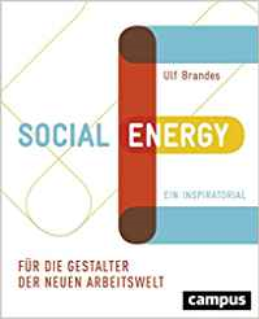 Ulf Brandes
SOCIAL ENERGY
EIN INSPIRATORIAL
FÜR DIE GESTALTER
DER NEUEN ARBEITSWELT
campus